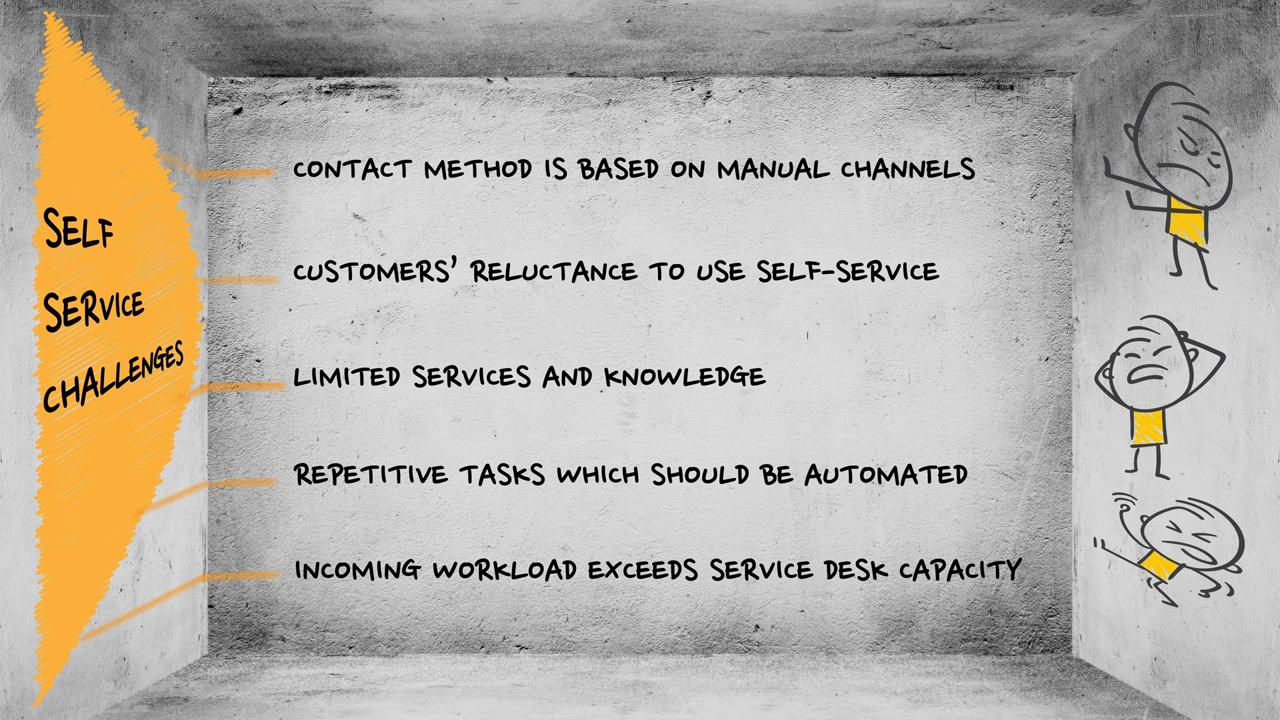 SELF
SERVICE
CHALLENGES
CONTACT METHOD IS BASED ON MANUAL CHANNELS
CUSTOMERS' RELUCTANCE TO USE SELF-SERVICE
LIMITED SERVICES AND KNOWLEDGE
REPETITIVE TASKS WHICH SHOULD BE AUTOMATED
INCOMING WORKLOAD EXCEEDS SERVICE DESK CAPACITY